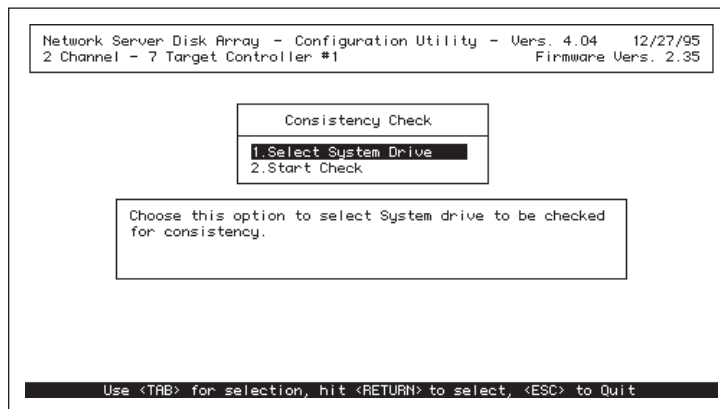 Network Server Disk Array - Configuration Utility - Vers. 4.04 12/27/95
2 Channel - 7 Target Controller #1 Firmware Vers. 2.35
Consistency Check
1.Select System Drive
2.Start Check
Choose this option to select System drive to be checked
for consistency.
Use <TAB> for selection, hit <RETURN> to select, <ESC> to Quit